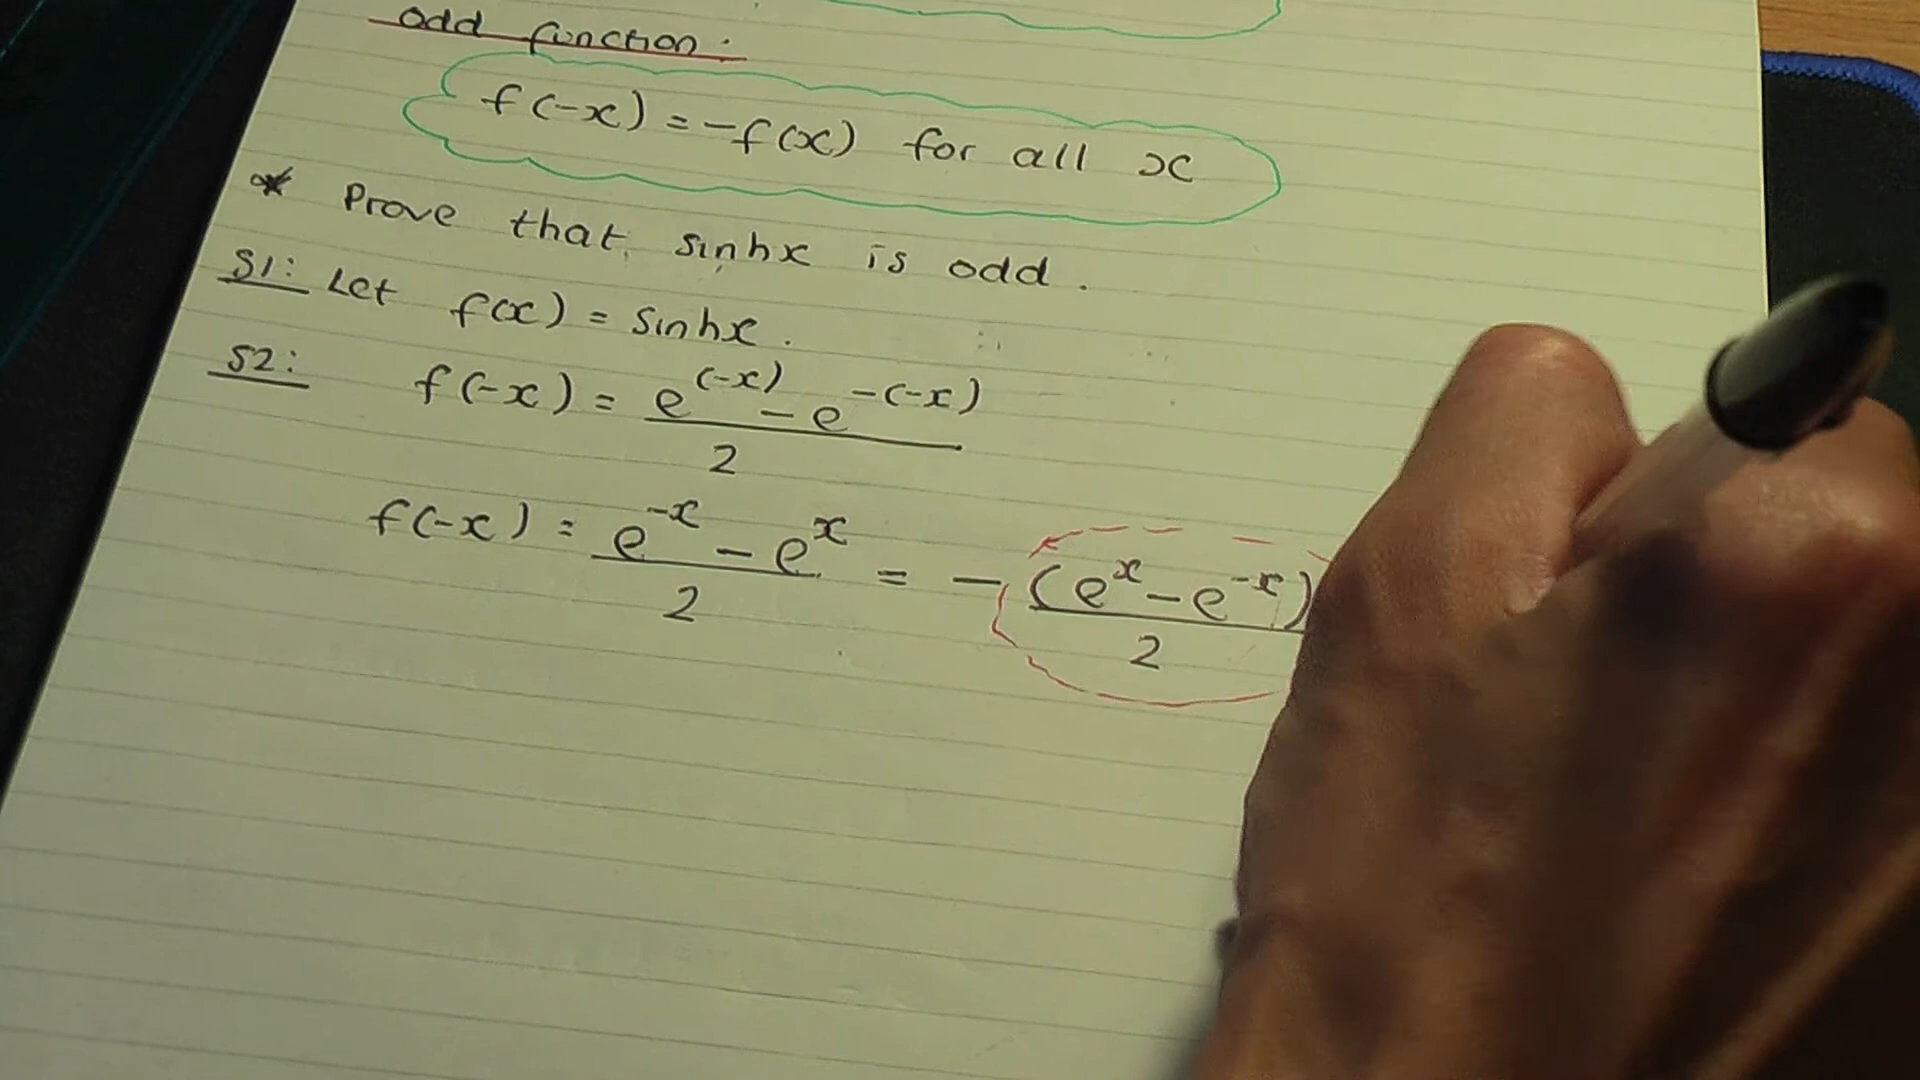 odd function.
f(-x) = -f(x) for all x
* Prove that sinhx is odd.
S1: Let f(x) = Sinhx.
S2: f(-x) = (e^(-x) - e^-(-x))/2
f(-x) = (e^-x - e^x)/2 = -(e^x - e^-x)/2